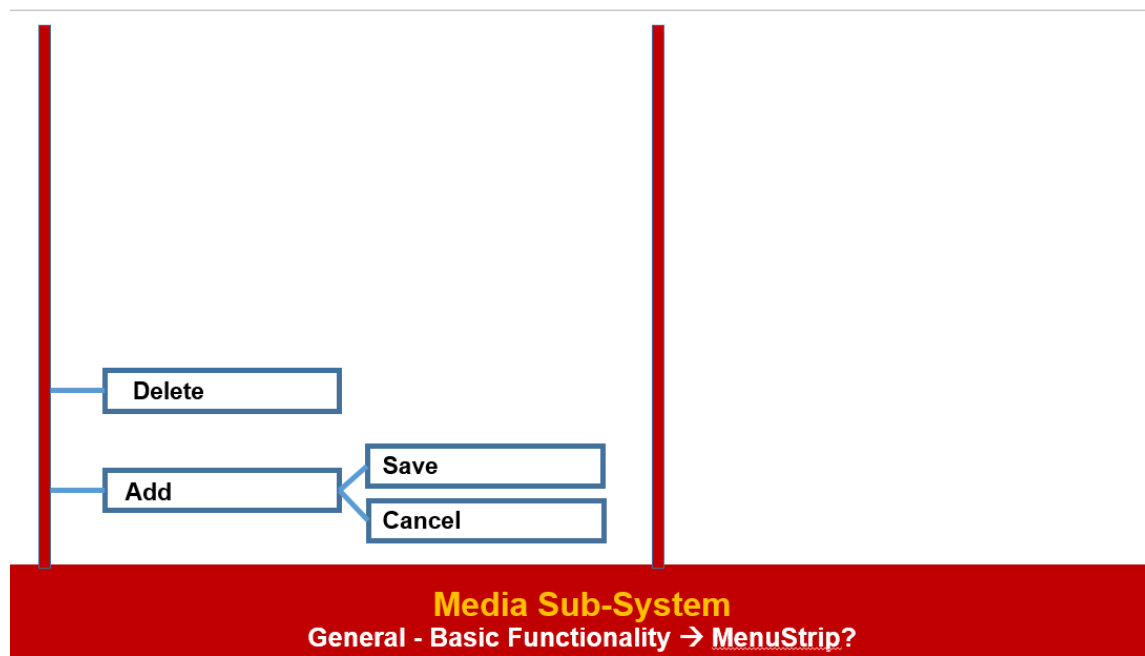 Delete
Add
Save
Cancel
Media Sub-System
General - Basic Functionality → MenuStrip?